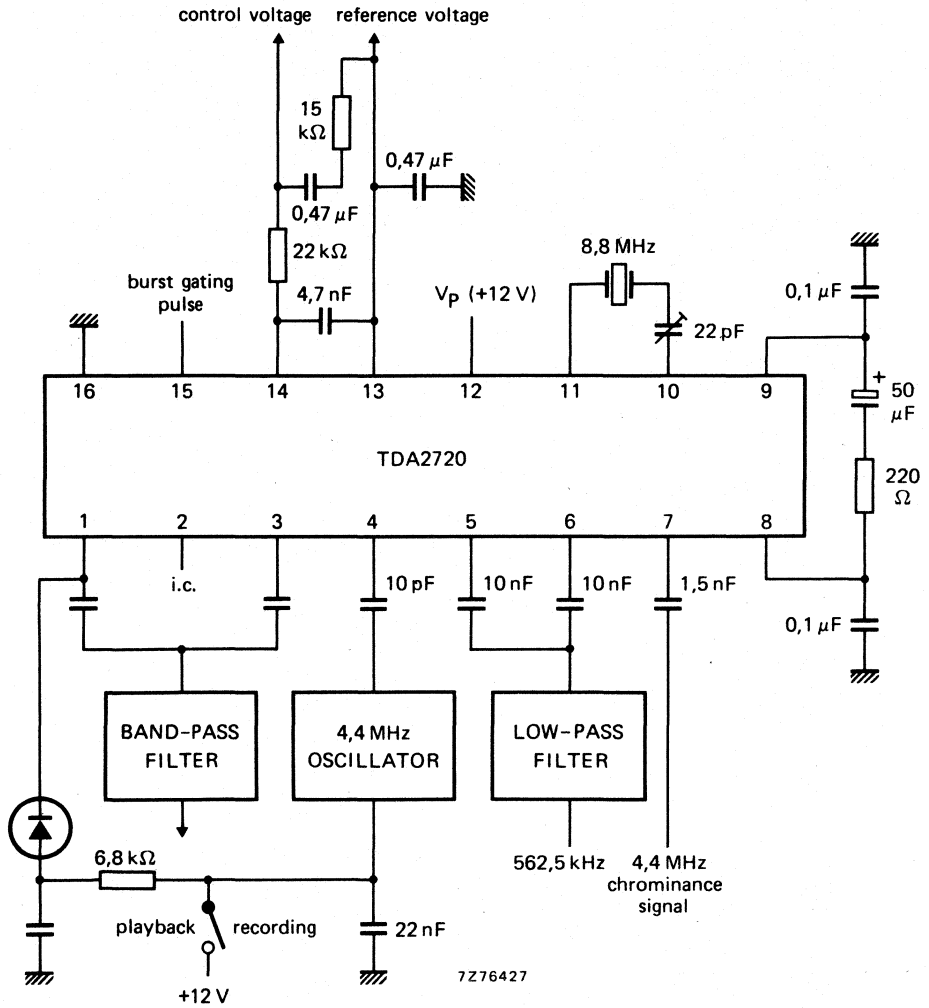 control voltage
reference voltage
15
kΩ
0,47 μF
0,47 μF
22 kΩ
4,7 nF
burst gating
pulse
VP (+12 V)
8,8 MHz
22 pF
0,1 μF
+
50
μF
220
Ω
0,1 μF
16
15
14
13
12
11
10
9
TDA2720
1
2
3
4
5
6
7
8
i.c.
10 pF
10 nF
10 nF
1,5 nF
BAND-PASS
FILTER
4,4 MHz
OSCILLATOR
LOW-PASS
FILTER
562,5 kHz
4,4 MHz
chrominance
signal
6,8 kΩ
playback
recording
22 nF
+12 V
7Z76427